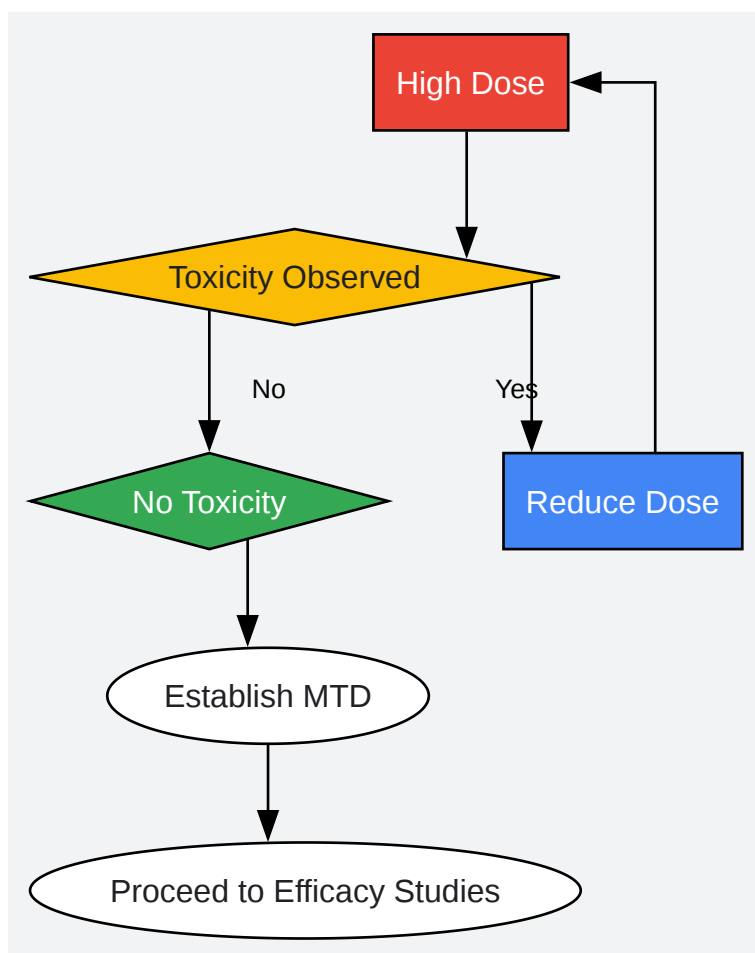 High Dose
Toxicity Observed
No
Yes
No Toxicity
Reduce Dose
Establish MTD
Proceed to Efficacy Studies